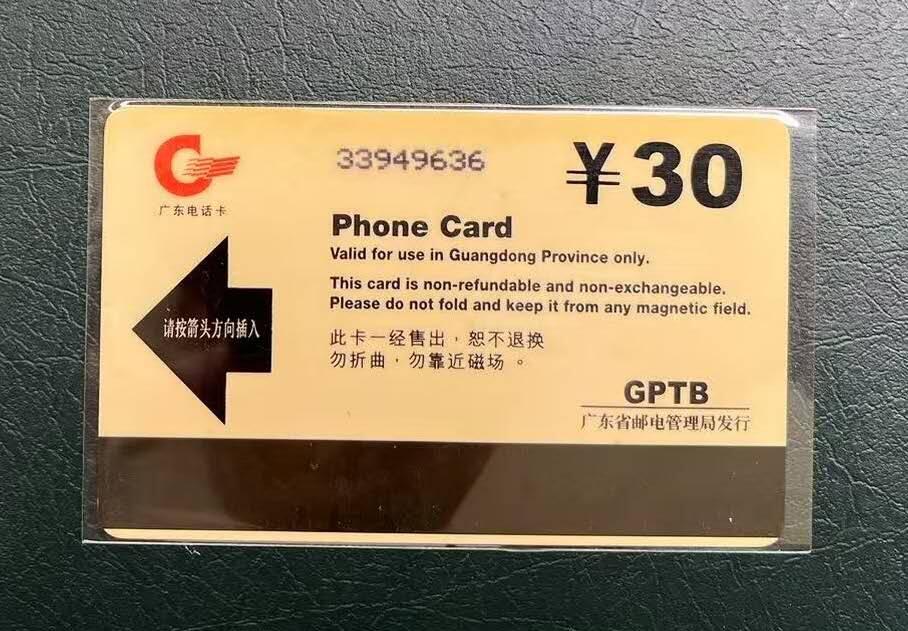 33949636
¥30
广东电话卡
Phone Card
Valid for use in Guangdong Province only.
This card is non-refundable and non-exchangeable.
Please do not fold and keep it from any magnetic field.
请按箭头方向插入
此卡一经售出，恕不退换
勿折曲，勿靠近磁场。
GPTB
广东省邮电管理局发行